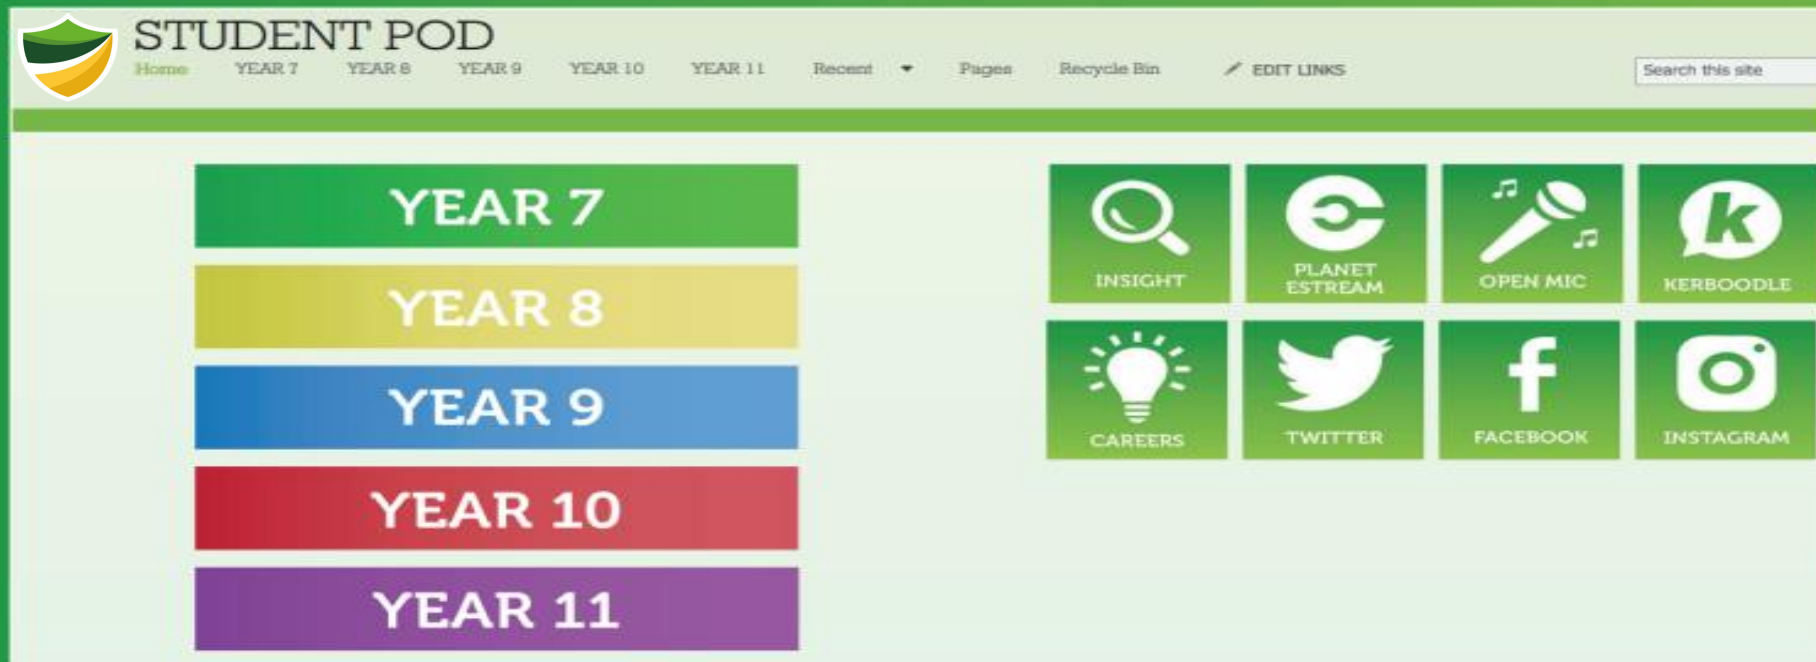 STUDENT POD
Home YEAR 7 YEAR 8 YEAR 9 YEAR 10 YEAR 11 Recent Pages Recycle Bin EDIT LINKS
Search this site
YEAR 7
YEAR 8
YEAR 9
YEAR 10
YEAR 11
INSIGHT
PLANET
ESTREAM
OPEN MIC
k
KERBOODLE
CAREERS
TWITTER
f
FACEBOOK
INSTAGRAM